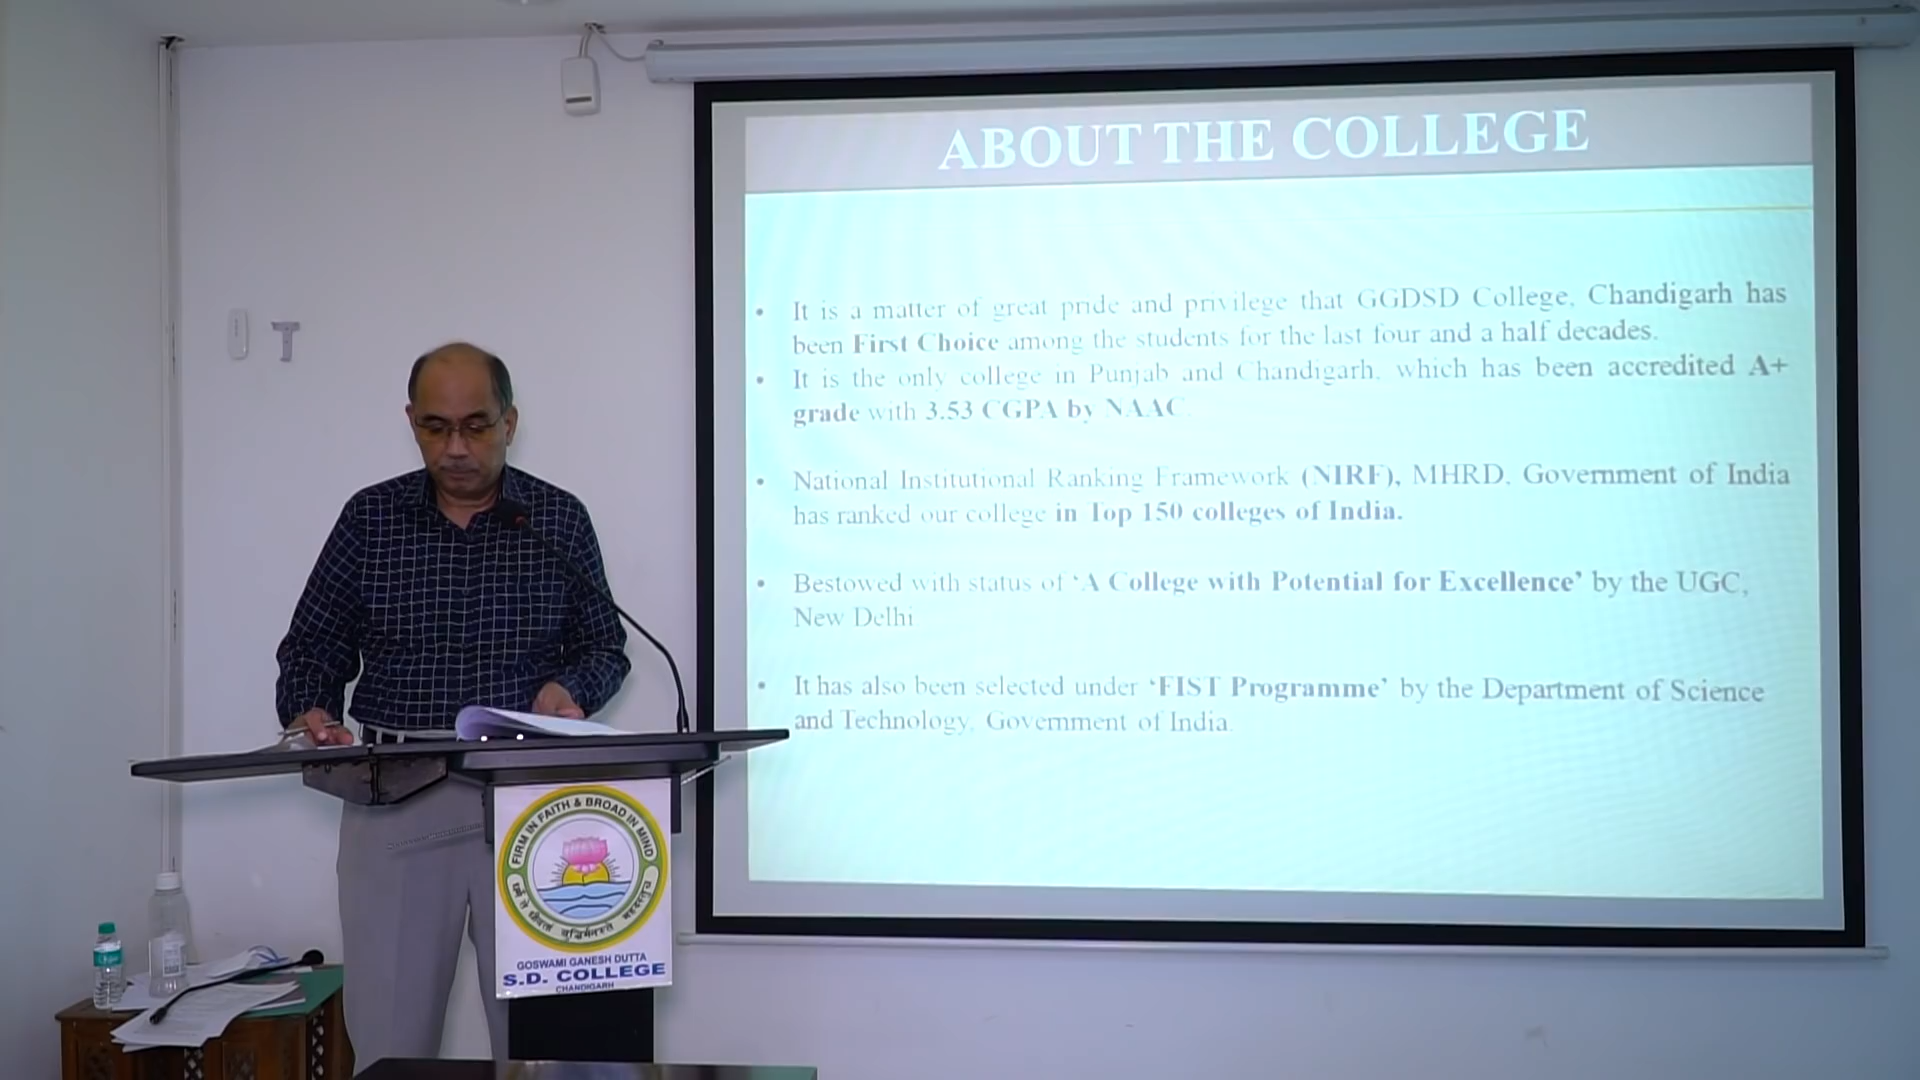 ABOUT THE COLLEGE
• It is a matter of great pride and privilege that GGDSD College, Chandigarh has
been First Choice among the students for the last four and a half decades.
• It is the only college in Punjab and Chandigarh, which has been accredited A+
grade with 3.53 CGPA by NAAC.
• National Institutional Ranking Framework (NIRF), MHRD, Government of India
has ranked our college in Top 150 colleges of India.
• Bestowed with status of ‘A College with Potential for Excellence’ by the UGC,
New Delhi
• It has also been selected under ‘FIST Programme’ by the Department of Science
and Technology, Government of India.
FIRM IN FAITH & BROAD IN MIND
GOSWAMI GANESH DUTTA
S.D. COLLEGE
CHANDIGARH